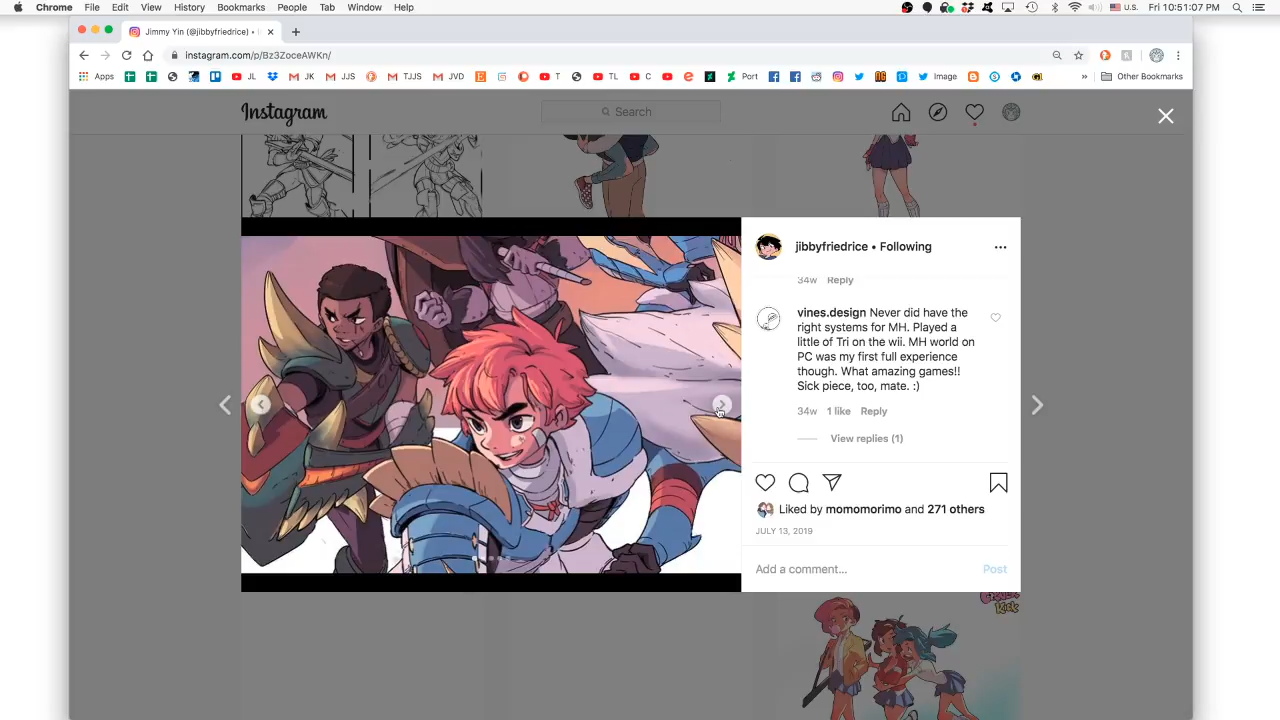 Chrome File Edit View History Bookmarks People Tab Window Help U.S. Fri 10:51:07 PM
Jimmy Yin (@jibbyfriedrice) •
instagram.com/p/Bz3ZoceAWKn/
Apps JL JK JJS TJJS JVD T TL C Port Image » Other Bookmarks
Instagram Search
jibbyfriedrice • Following
34w Reply
vines.design Never did have the
right systems for MH. Played a
little of Tri on the wii. MH world on
PC was my first full experience
though. What amazing games!!
Sick piece, too, mate. :)
34w 1 like Reply
View replies (1)
Liked by momomorimo and 271 others
JULY 13, 2019
Add a comment... Post